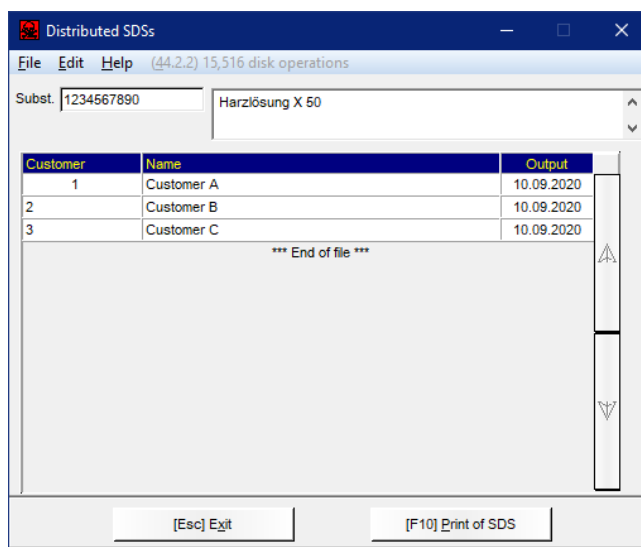 Distributed SDSs
File Edit Help (44.2.2) 15,516 disk operations
Subst. 1234567890 Harzlösung X 50
Customer Name Output
1 Customer A 10.09.2020
2 Customer B 10.09.2020
3 Customer C 10.09.2020
*** End of file ***
[Esc] Exit [F10] Print of SDS